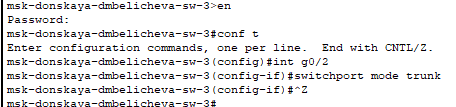 msk-donskaya-dmbelicheva-sw-3>en
Password:
msk-donskaya-dmbelicheva-sw-3#conf t
Enter configuration commands, one per line.  End with CNTL/Z.
msk-donskaya-dmbelicheva-sw-3(config)#int g0/2
msk-donskaya-dmbelicheva-sw-3(config-if)#switchport mode trunk
msk-donskaya-dmbelicheva-sw-3(config-if)#^Z
msk-donskaya-dmbelicheva-sw-3#